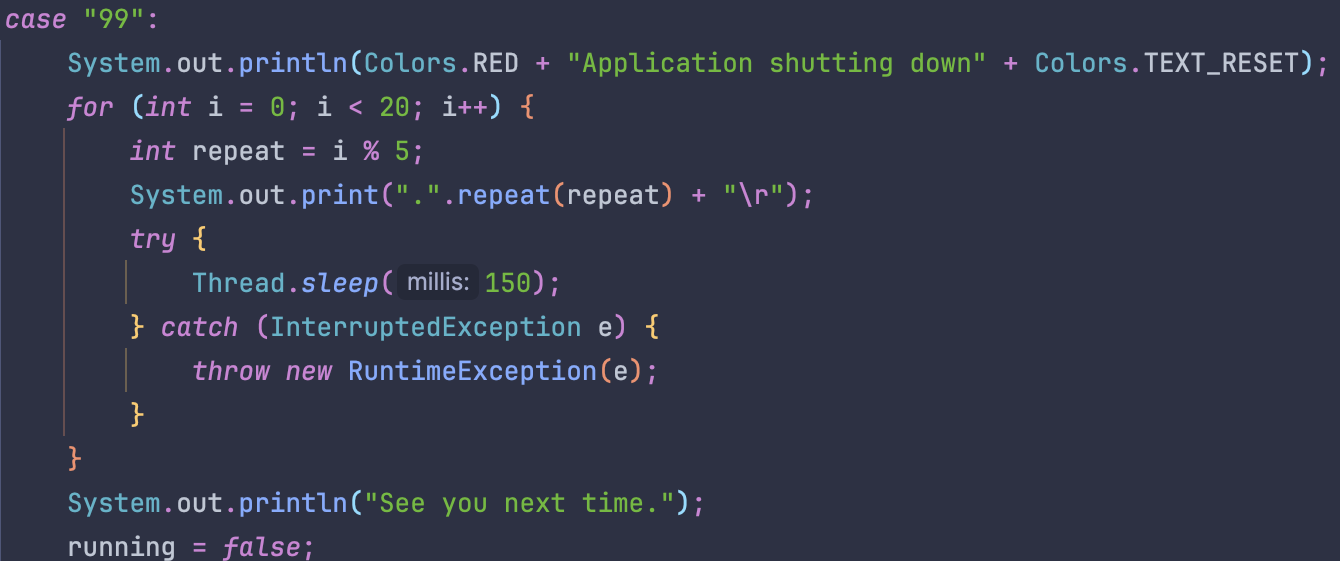 case "99":
System.out.println(Colors.RED + "Application shutting down" + Colors.TEXT_RESET);
for (int i = 0; i < 20; i++) {
int repeat = i % 5;
System.out.print(".".repeat(repeat) + "\r");
try {
Thread.sleep( millis: 150);
} catch (InterruptedException e) {
throw new RuntimeException(e);
}
}
System.out.println("See you next time.");
running = false;